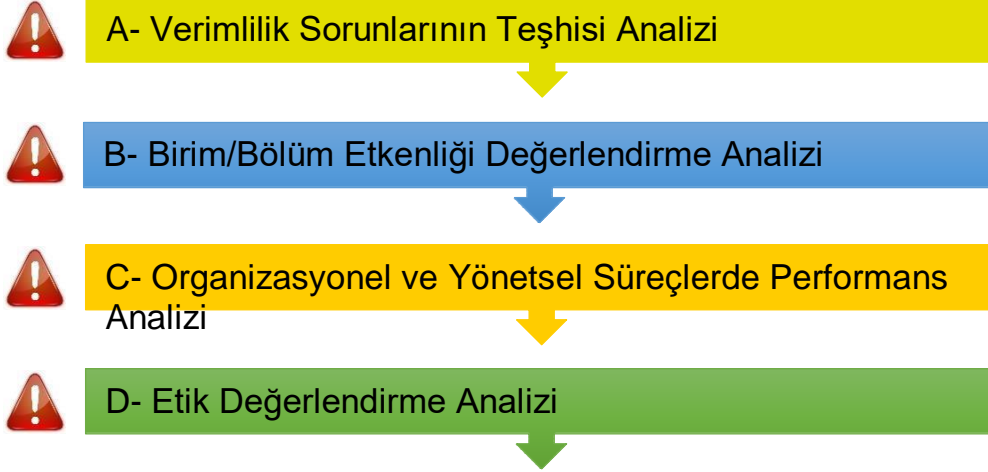 A- Verimlilik Sorunlarının Teşhisi Analizi
B- Birim/Bölüm Etkenliği Değerlendirme Analizi
C- Organizasyonel ve Yönetsel Süreçlerde Performans
Analizi
D- Etik Değerlendirme Analizi